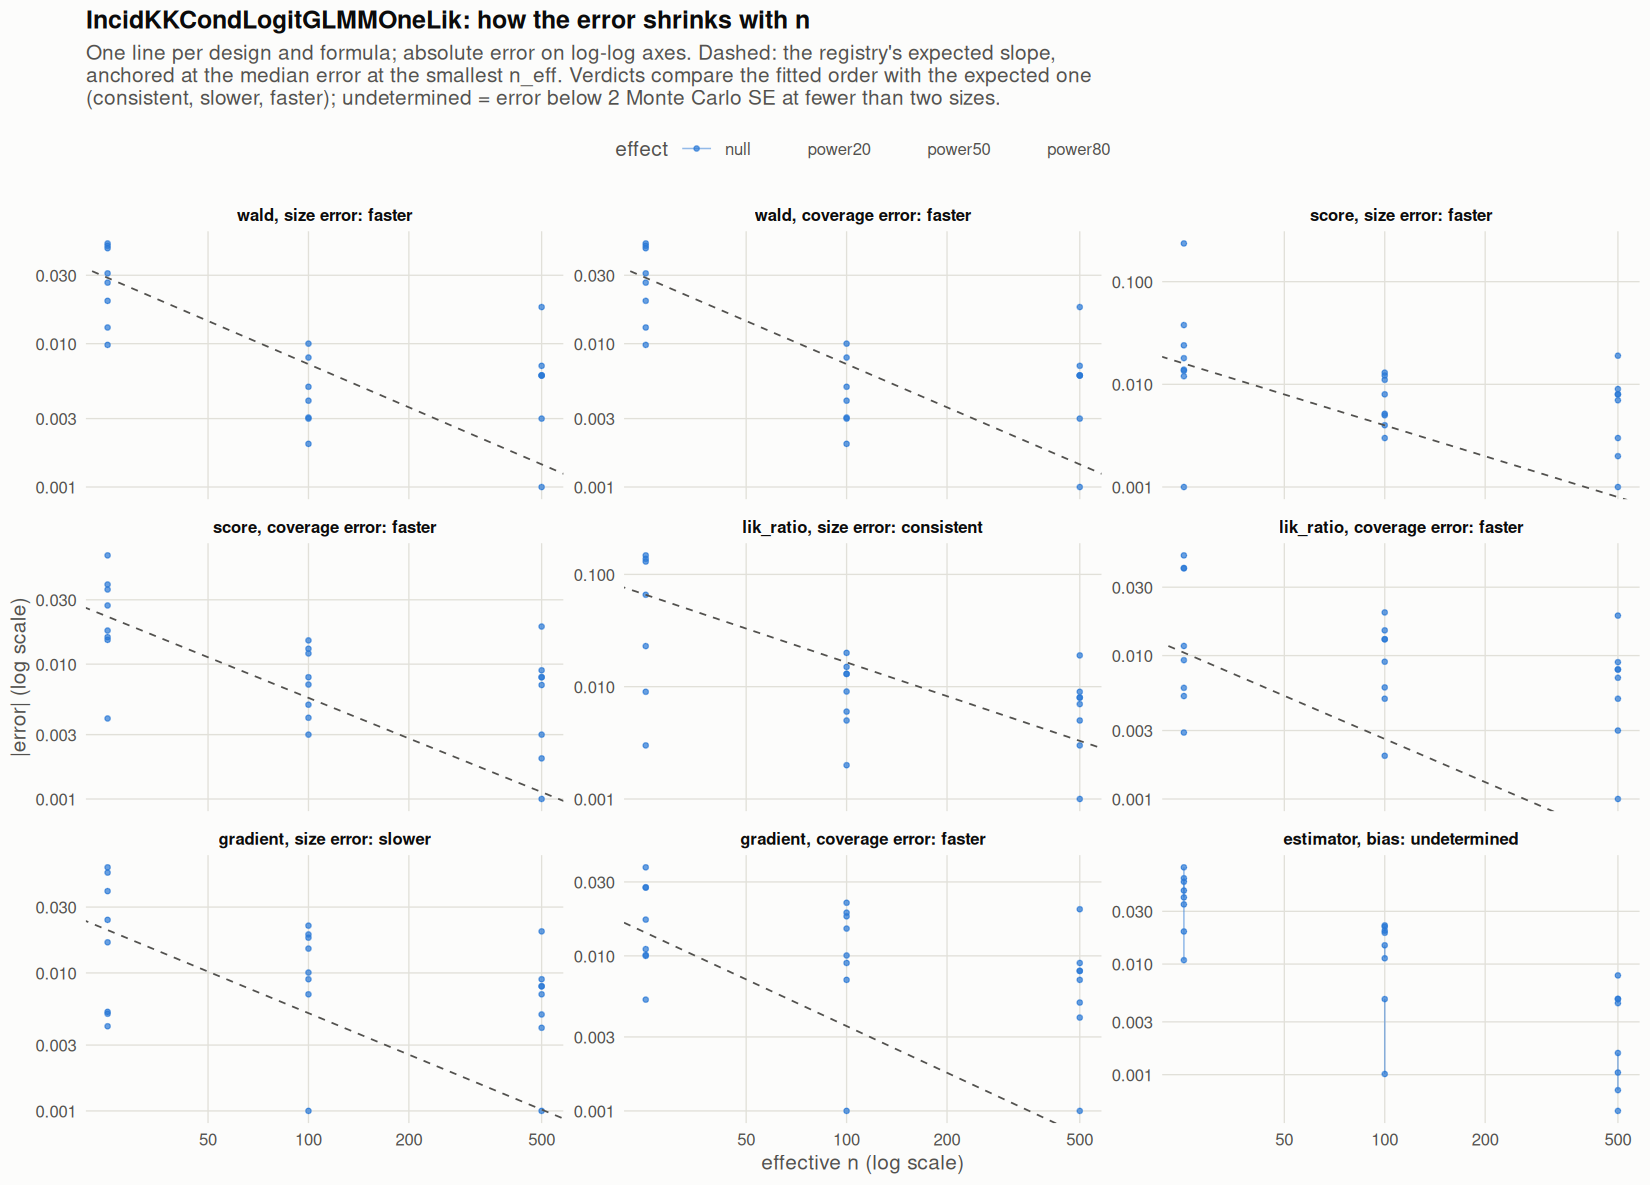 IncidKKCondLogitGLMMOneLik: how the error shrinks with n
One line per design and formula; absolute error on log-log axes. Dashed: the registry's expected slope,
anchored at the median error at the smallest n_eff. Verdicts compare the fitted order with the expected one
(consistent, slower, faster); undetermined = error below 2 Monte Carlo SE at fewer than two sizes.
effect null power20 power50 power80
wald, size error: faster
0.030
0.010
0.003
0.001
wald, coverage error: faster
0.030
0.010
0.003
0.001
score, size error: faster
0.100
0.010
0.001
score, coverage error: faster
0.030
0.010
0.003
0.001
lik_ratio, size error: consistent
0.100
0.010
0.001
lik_ratio, coverage error: faster
0.030
0.010
0.003
0.001
gradient, size error: slower
0.030
0.010
0.003
0.001
50 100 200 500
gradient, coverage error: faster
0.030
0.010
0.003
0.001
50 100 200 500
estimator, bias: undetermined
0.030
0.010
0.003
0.001
50 100 200 500
|error| (log scale)
effective n (log scale)